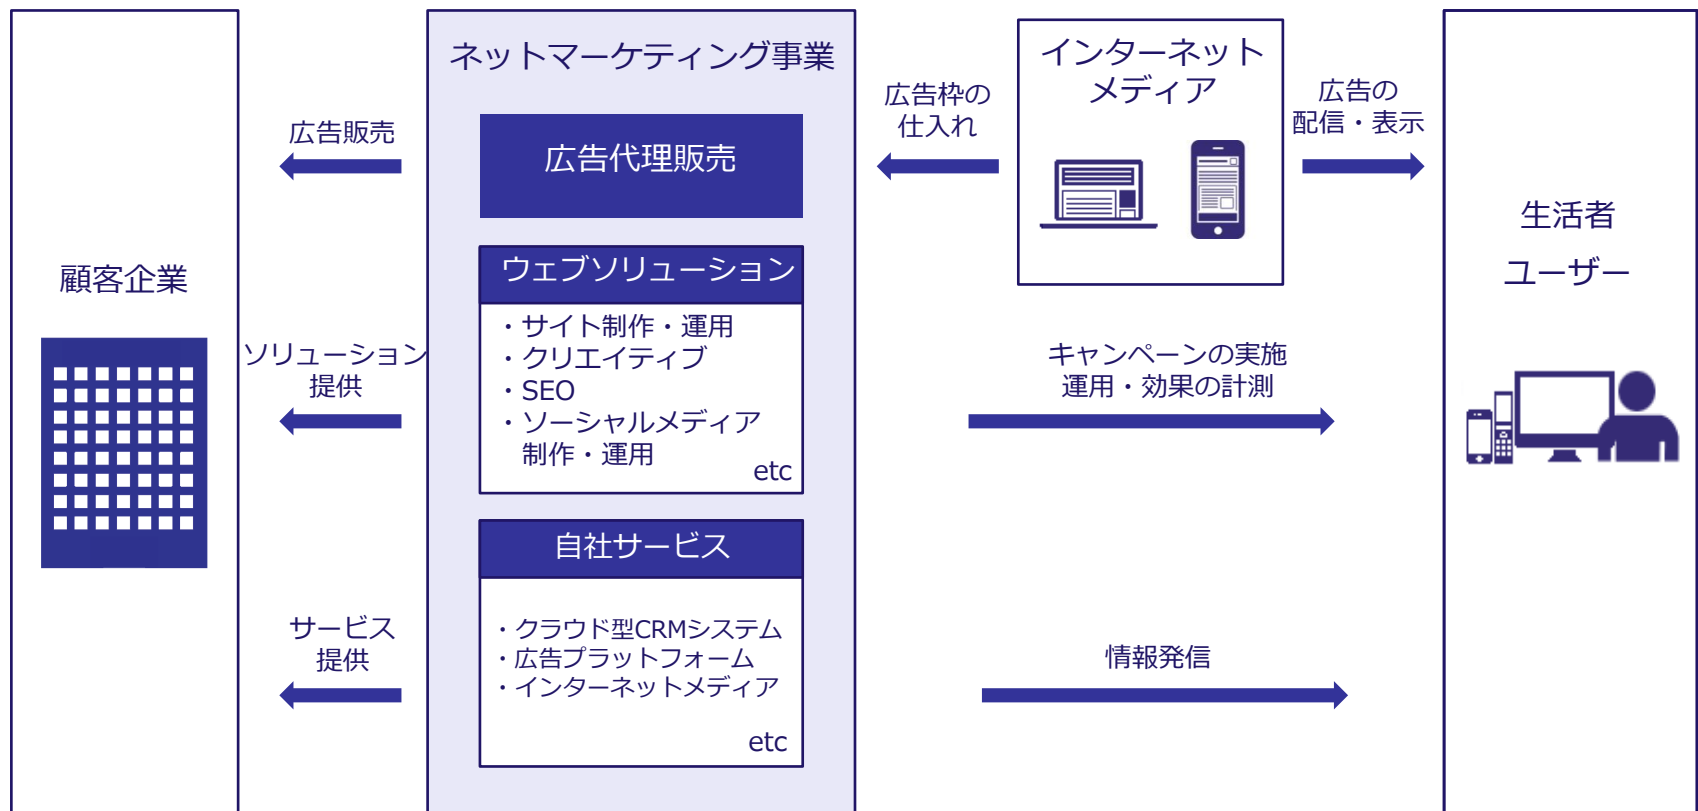 顧客企業
広告販売
ソリューション
提供
サービス
提供
ネットマーケティング事業
広告代理販売
ウェブソリューション
・サイト制作・運用
・クリエイティブ
・SEO
・ソーシャルメディア
制作・運用
etc
自社サービス
・クラウド型CRMシステム
・広告プラットフォーム
・インターネットメディア
etc
広告枠の
仕入れ
インターネット
メディア
広告の
配信・表示
キャンペーンの実施
運用・効果の計測
情報発信
生活者
ユーザー